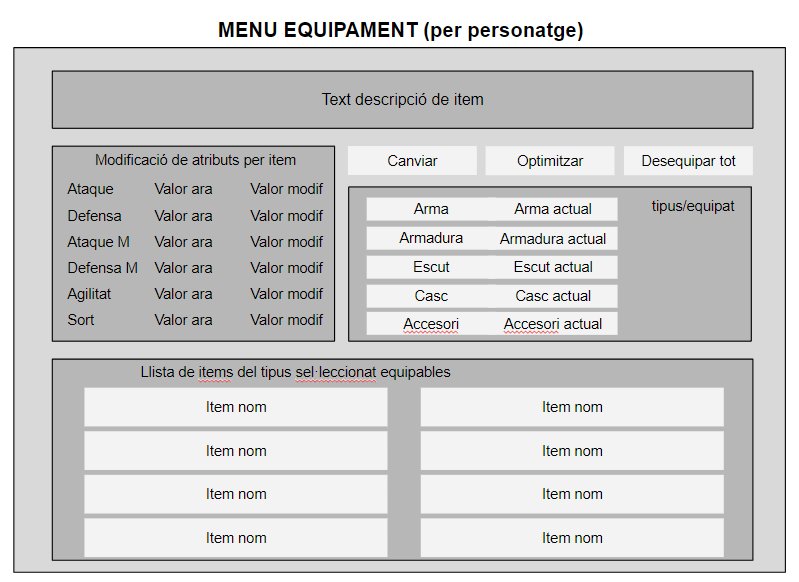 MENU EQUIPAMENT (per personatge)
Text descripció de item
Modificació de atributs per item
Ataque Valor ara Valor modif
Defensa Valor ara Valor modif
Ataque M Valor ara Valor modif
Defensa M Valor ara Valor modif
Agilitat Valor ara Valor modif
Sort Valor ara Valor modif
Canviar Optimitzar Desequipar tot
Arma Arma actual tipus/equipat
Armadura Armadura actual
Escut Escut actual
Casc Casc actual
Accesori Accesori actual
Llista de items del tipus sel·leccionat equipables
Item nom Item nom
Item nom Item nom
Item nom Item nom
Item nom Item nom